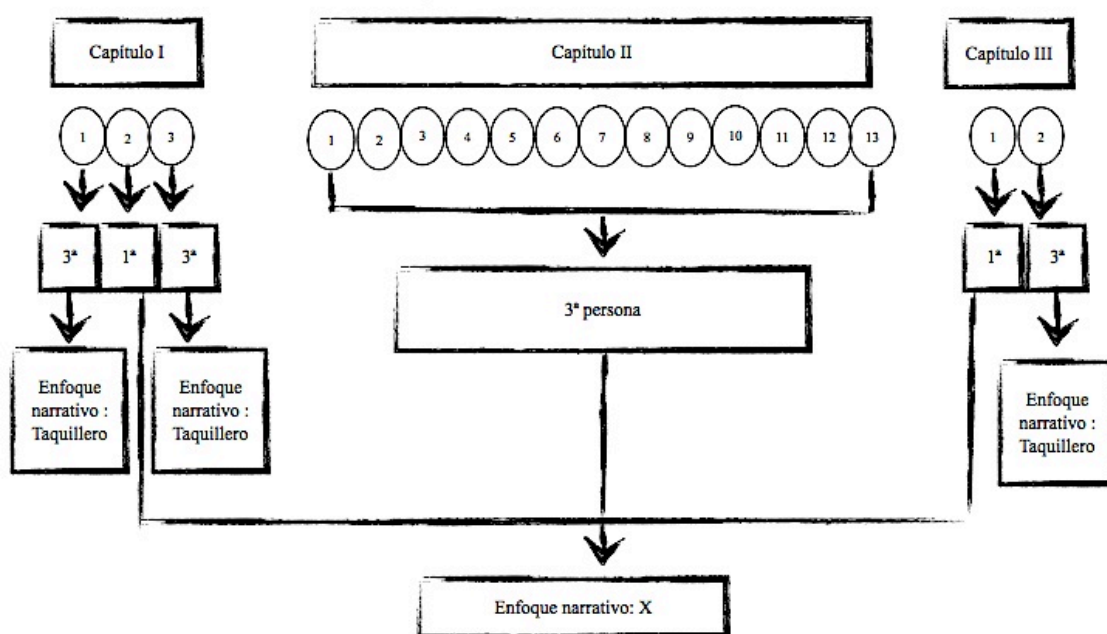 Capítulo I
Capítulo II
Capítulo III
1
2
3
1
2
3
4
5
6
7
8
9
10
11
12
13
1
2
3ª
1ª
3ª
3ª persona
1ª
3ª
Enfoque
narrativo :
Taquillero
Enfoque
narrativo :
Taquillero
Enfoque
narrativo :
Taquillero
Enfoque narrativo: X